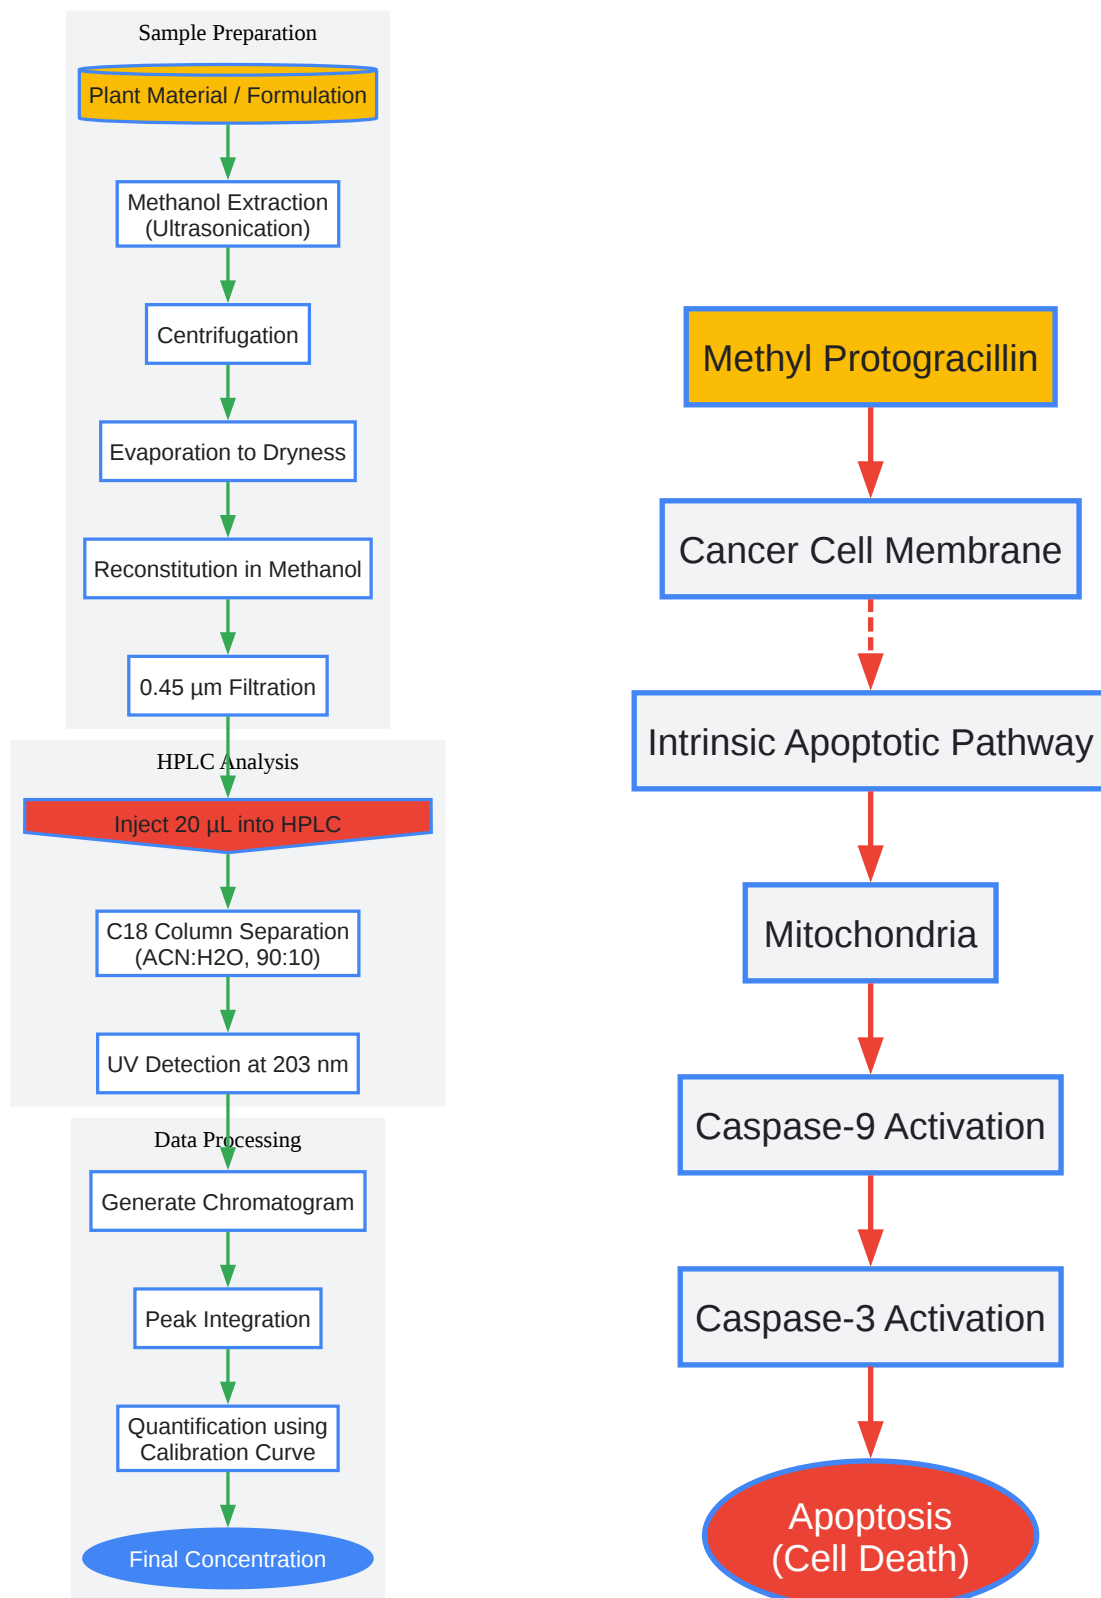 Sample Preparation
Plant Material / Formulation
Methanol Extraction
(Ultrasonication)
Centrifugation
Evaporation to Dryness
Reconstitution in Methanol
0.45 µm Filtration
HPLC Analysis
Inject 20 µL into HPLC
C18 Column Separation
(ACN:H2O, 90:10)
UV Detection at 203 nm
Data Processing
Generate Chromatogram
Peak Integration
Quantification using
Calibration Curve
Final Concentration
Methyl Protogracillin
Cancer Cell Membrane
Intrinsic Apoptotic Pathway
Mitochondria
Caspase-9 Activation
Caspase-3 Activation
Apoptosis
(Cell Death)